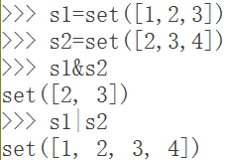 >>> s1=set([1,2,3])
>>> s2=set([2,3,4])
>>> s1&s2
set([2, 3])
>>> s1|s2
set([1, 2, 3, 4])